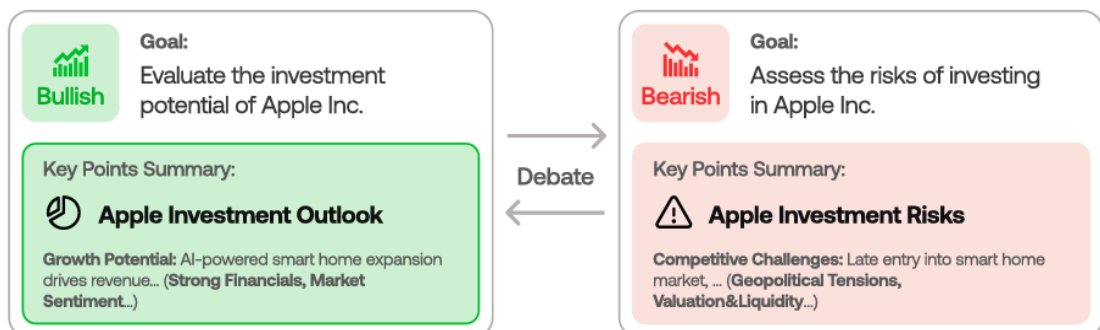 Bullish
Goal:
Evaluate the investment
potential of Apple Inc.
Key Points Summary:
Apple Investment Outlook
Growth Potential: AI-powered smart home expansion
drives revenue... (Strong Financials, Market
Sentiment...)
Debate
Bearish
Goal:
Assess the risks of investing
in Apple Inc.
Key Points Summary:
Apple Investment Risks
Competitive Challenges: Late entry into smart home
market, ... (Geopolitical Tensions,
Valuation&Liquidity...)